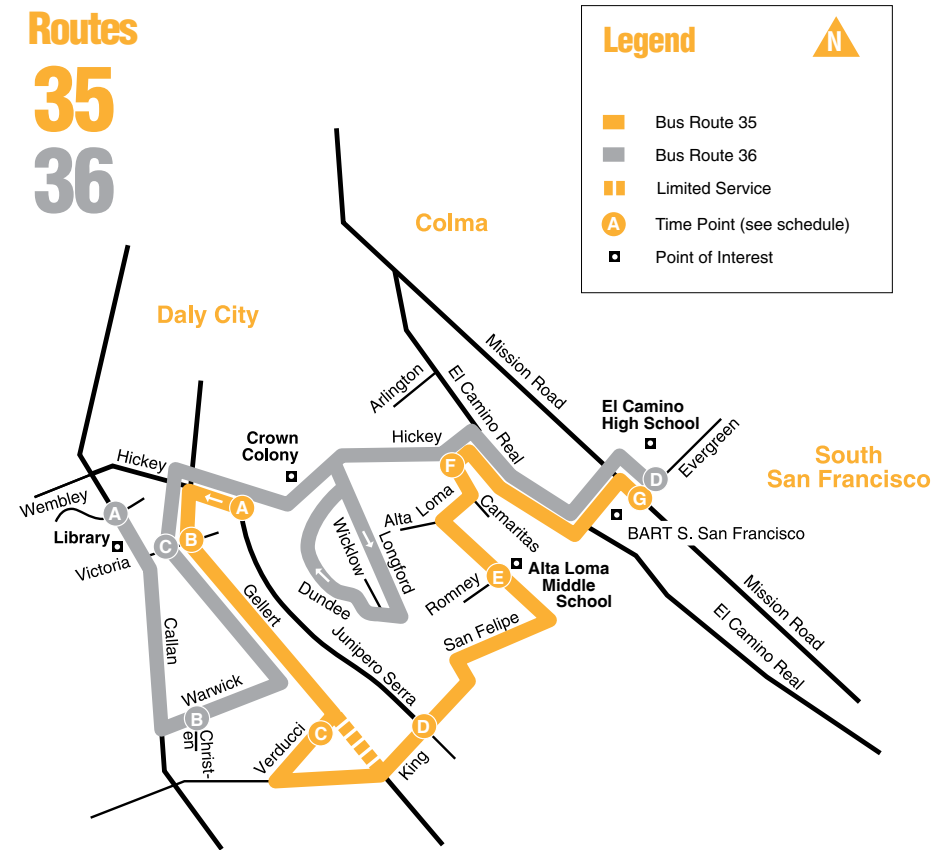 Routes
35
36
Legend
N
Bus Route 35
Bus Route 36
Limited Service
A
Time Point (see schedule)
Point of Interest
Colma
Daly City
South
San Francisco
Mission Road
El Camino Real
Arlington
El Camino
High School
Evergreen
Hickey
Crown
Colony
Hickey
Wembley
A
Library
Victoria
C
B
A
F
D
G
BART S. San Francisco
Alta Loma
Alta
Camaritas
Wicklow
Longford
Dundee
E
Alta Loma
Middle
School
Romney
San Felipe
Gellert
Junipero Serra
Callan
Warwick
B
Christ-
en
Verducci
C
D
King
Mission Road
El Camino Real